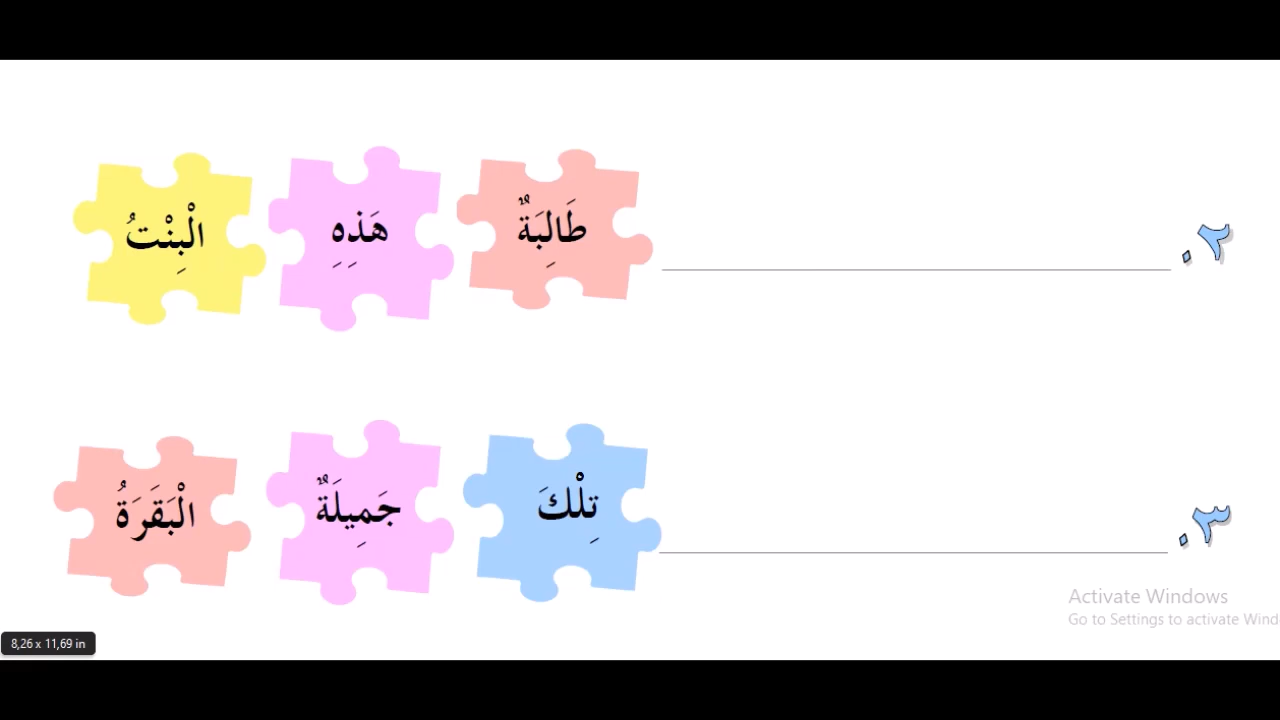 ٢.
طَالِبَةٌ هَذِهِ الْبِنْتُ
٣.
تِلْكَ جَمِيلَةٌ الْبَقَرَةُ
Activate Windows
Go to Settings to activate Wind
8,26 x 11,69 in